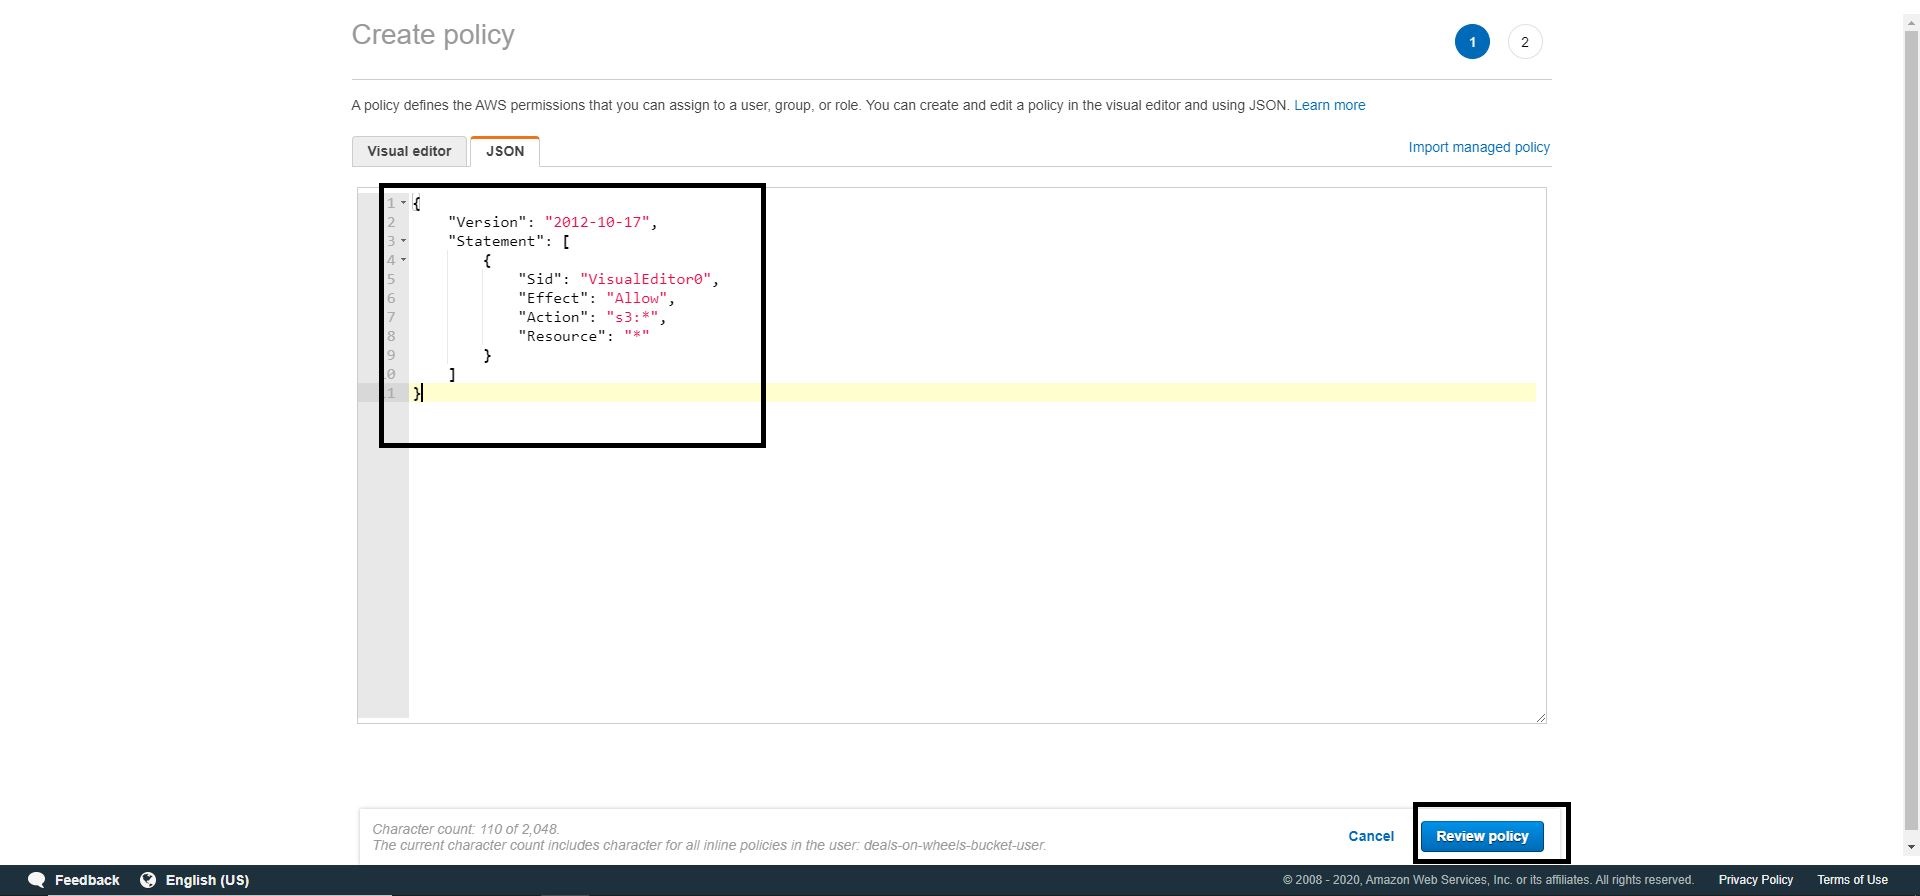 Create policy
1
2
A policy defines the AWS permissions that you can assign to a user, group, or role. You can create and edit a policy in the visual editor and using JSON. Learn more
Visual editor
JSON
Import managed policy
1 {
2     "Version": "2012-10-17",
3     "Statement": [
4         {
5             "Sid": "VisualEditor0",
6             "Effect": "Allow",
7             "Action": "s3:*",
8             "Resource": "*"
9         }
0     ]
1 }
Character count: 110 of 2,048.
The current character count includes character for all inline policies in the user: deals-on-wheels-bucket-user.
Cancel
Review policy
Feedback
English (US)
© 2008 - 2020, Amazon Web Services, Inc. or its affiliates. All rights reserved.
Privacy Policy
Terms of Use